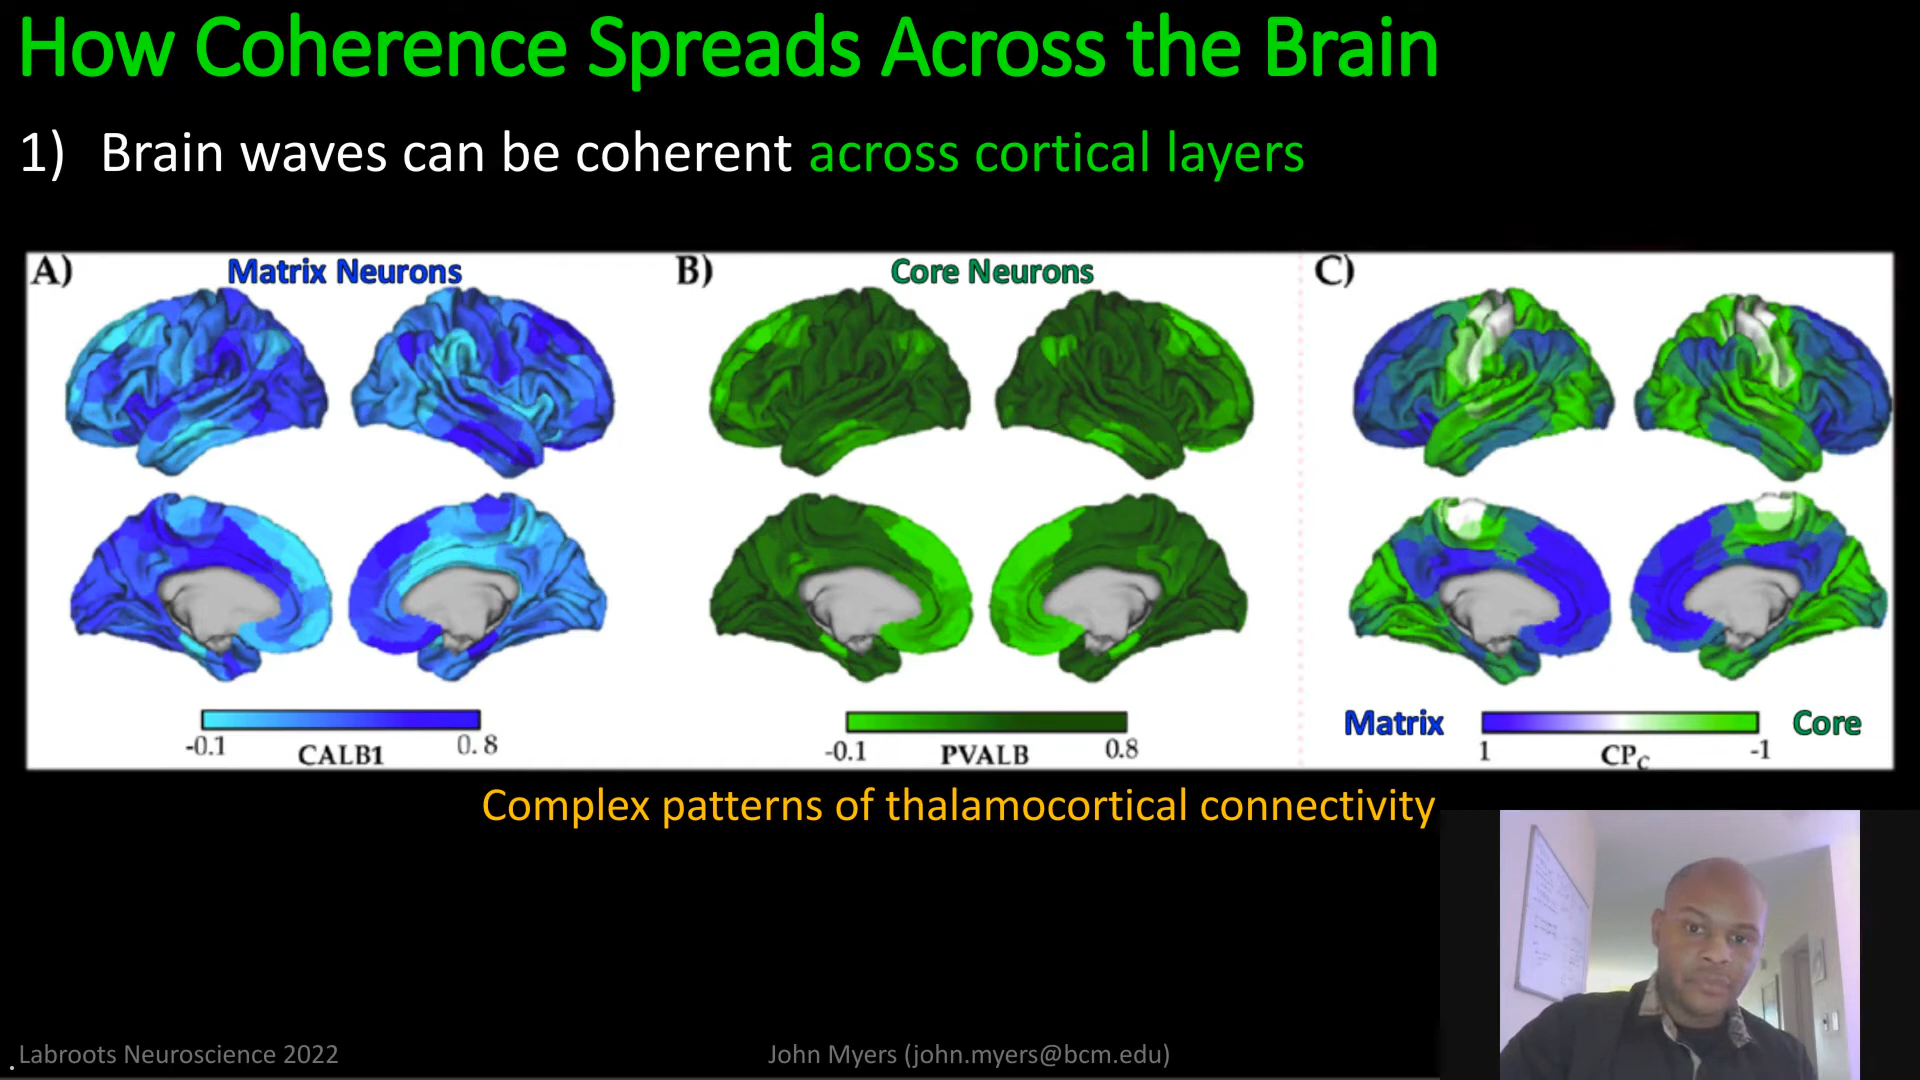 How Coherence Spreads Across the Brain
1) Brain waves can be coherent across cortical layers
A) Matrix Neurons B) Core Neurons C)
-0.1 CALB1 0.8
-0.1 PVALB 0.8
Matrix Core
1 CPC -1
Complex patterns of thalamocortical connectivity
Labroots Neuroscience 2022 John Myers (john.myers@bcm.edu)